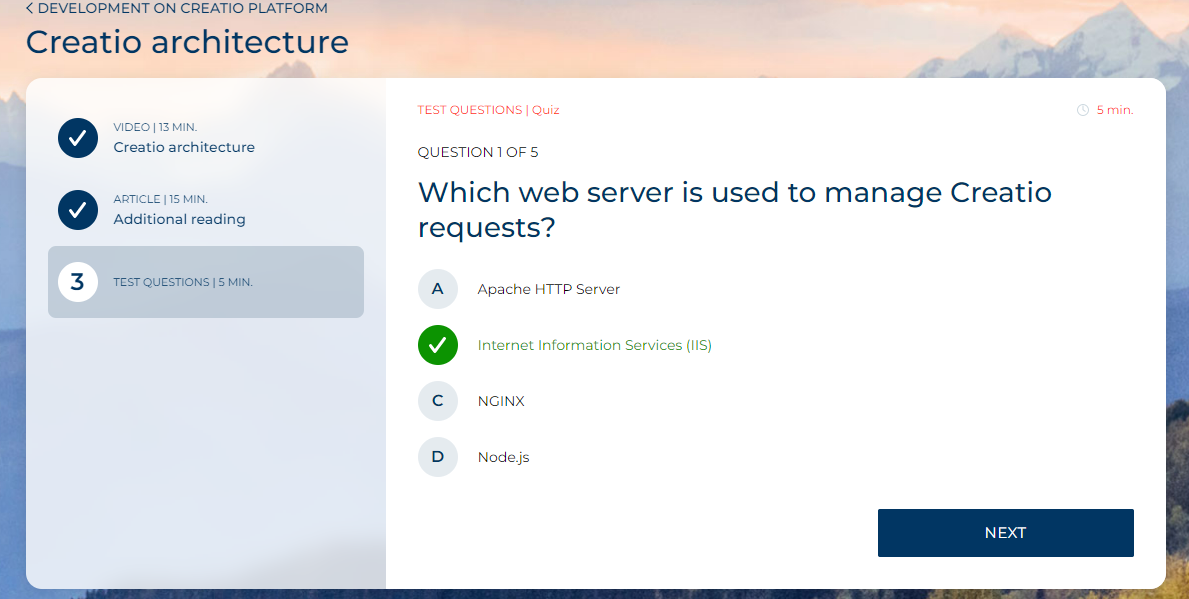 < DEVELOPMENT ON CREATIO PLATFORM
Creatio architecture
VIDEO | 13 MIN.
Creatio architecture
ARTICLE | 15 MIN.
Additional reading
3
TEST QUESTIONS | 5 MIN.
TEST QUESTIONS | Quiz
5 min.
QUESTION 1 OF 5
Which web server is used to manage Creatio
requests?
A Apache HTTP Server
Internet Information Services (IIS)
C NGINX
D Node.js
NEXT